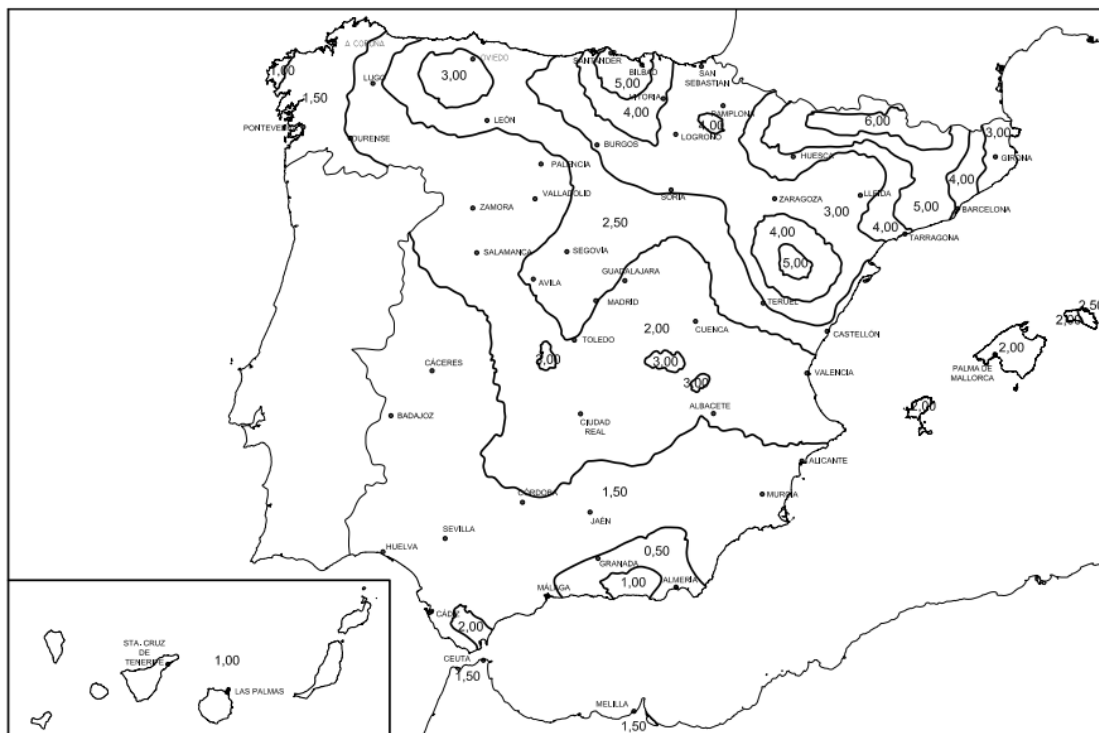 A CORUÑA
OVIEDO
SANTANDER
BILBAO
SAN
SEBASTIAN
1,00
LUGO
3,00
5,00
1,50
VITORIA
PAMPLONA
4,00
6,00
PONTEVEDRA
LEÓN
4,00
3,00
OURENSE
LOGROÑO
BURGOS
HUESCA
GIRONA
PALENCIA
4,00
VALLADOLID
SORIA
ZARAGOZA
LLEIDA
ZAMORA
3,00
5,00
BARCELONA
2,50
4,00
4,00
TARRAGONA
SALAMANCA
SEGOVÍA
5,00
GUADALAJARA
AVILA
MADRID
TERUEL
2,50
2,00
2,00
CUENCA
CASTELLÓN
TOLEDO
2,00
3,00
3,00
CÁCERES
VALENCIA
PALMA DE
MALLORCA
3,00
2,00
BADAJOZ
CIUDAD
REAL
ALBACETE
ALICANTE
1,50
MURSIA
CÓRDOBA
JAÉN
SEVILLA
HUELVA
0,50
GRANADA
1,00
ALMERÍA
MÁLAGA
CÁDIZ
2,00
STA. CRUZ
DE
TENERIFE
1,00
CEUTA
1,50
LAS PALMAS
MELILLA
1,50